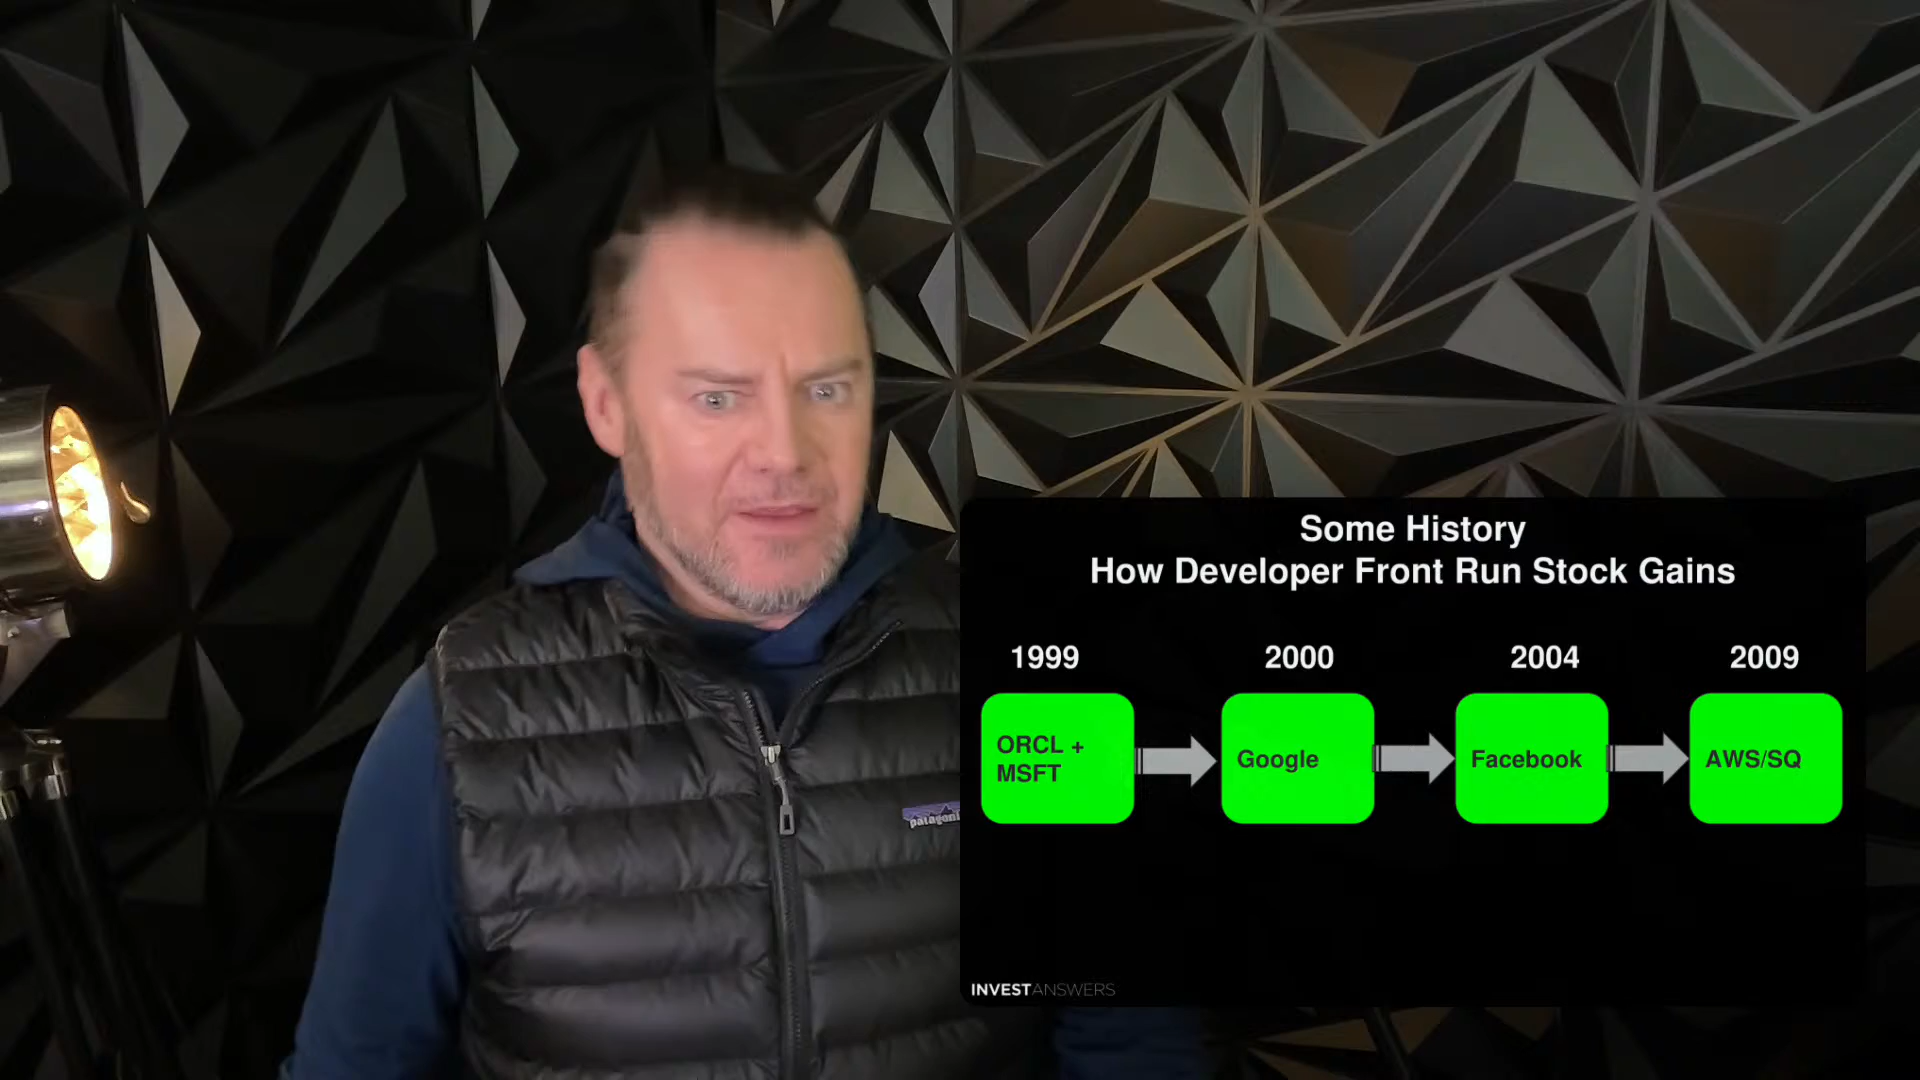 Some History
How Developer Front Run Stock Gains
1999
2000
2004
2009
ORCL +
MSFT
Google
Facebook
AWS/SQ
patagoni
INVESTANSWERS